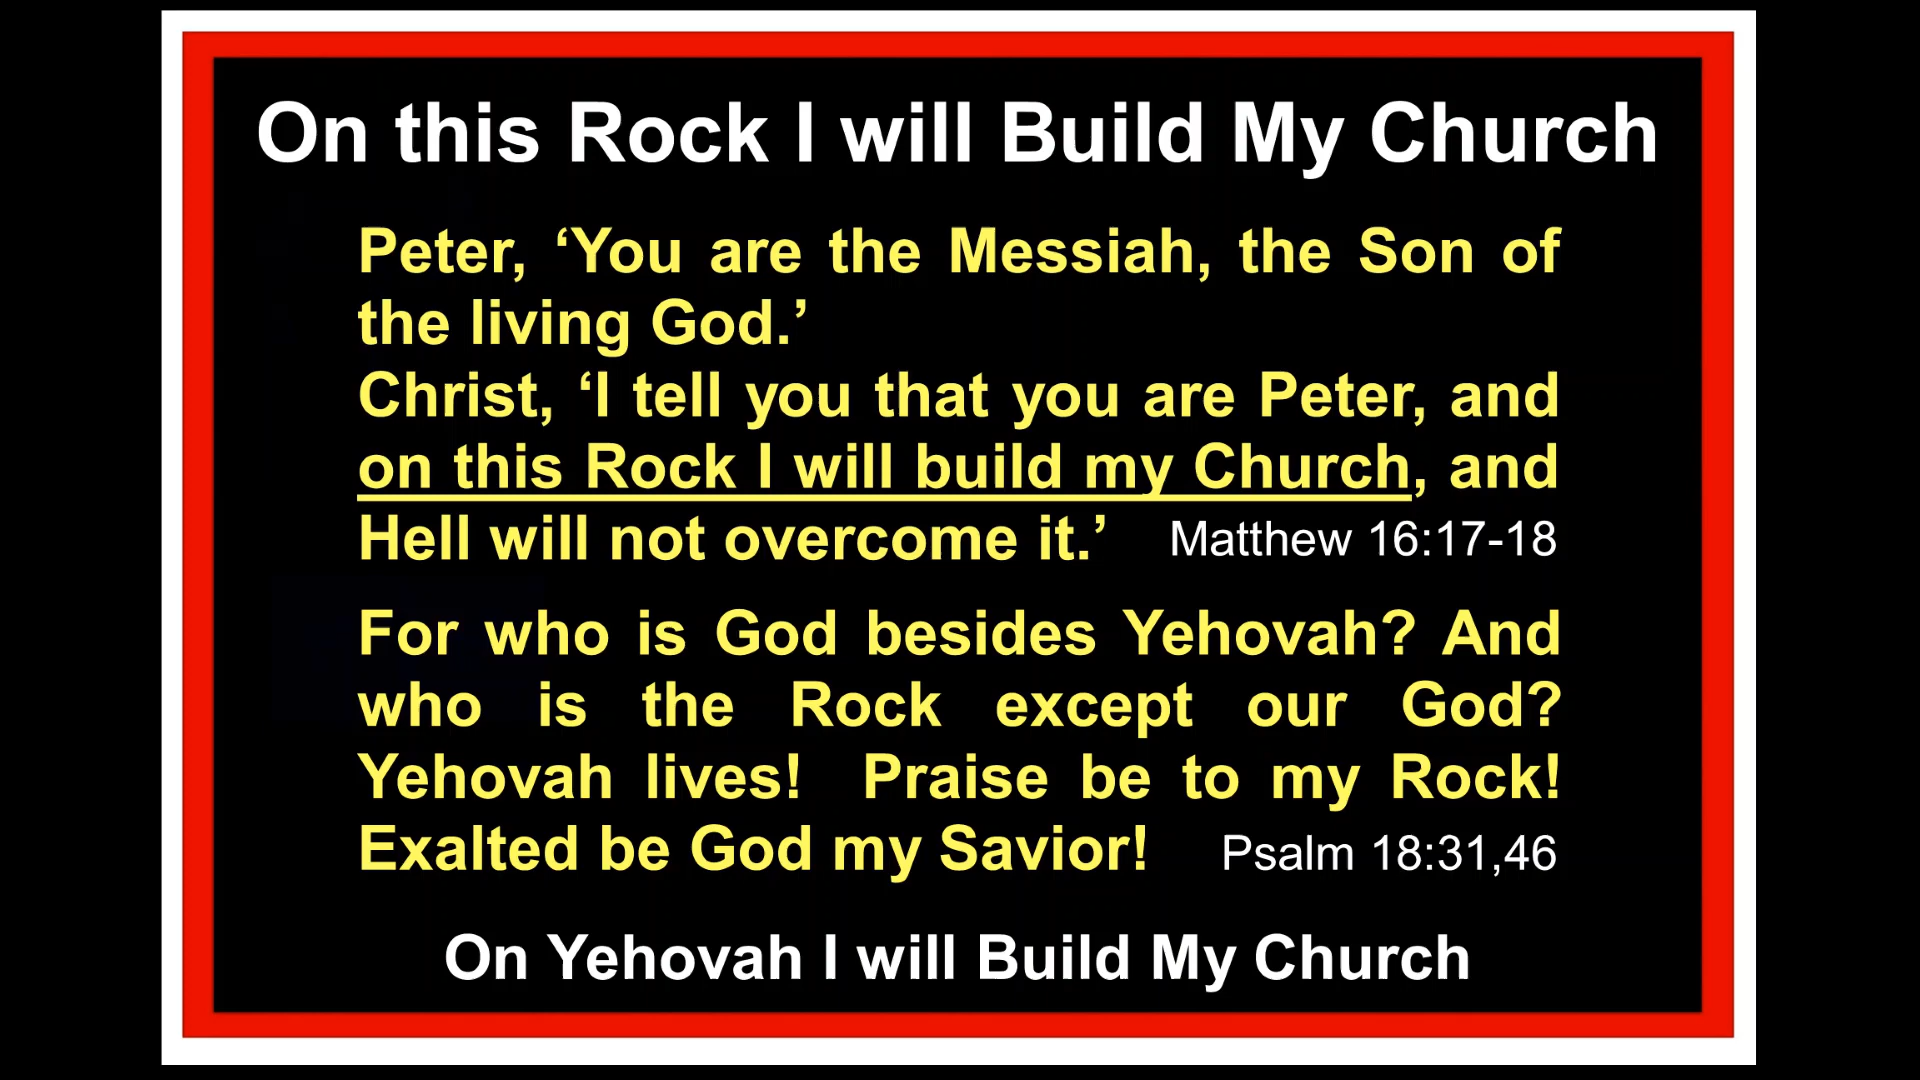 On this Rock I will Build My Church
Peter, ‘You are the Messiah, the Son of
the living God.’
Christ, ‘I tell you that you are Peter, and
on this Rock I will build my Church, and
Hell will not overcome it.’ Matthew 16:17-18
For who is God besides Yehovah? And
who is the Rock except our God?
Yehovah lives! Praise be to my Rock!
Exalted be God my Savior! Psalm 18:31,46
On Yehovah I will Build My Church